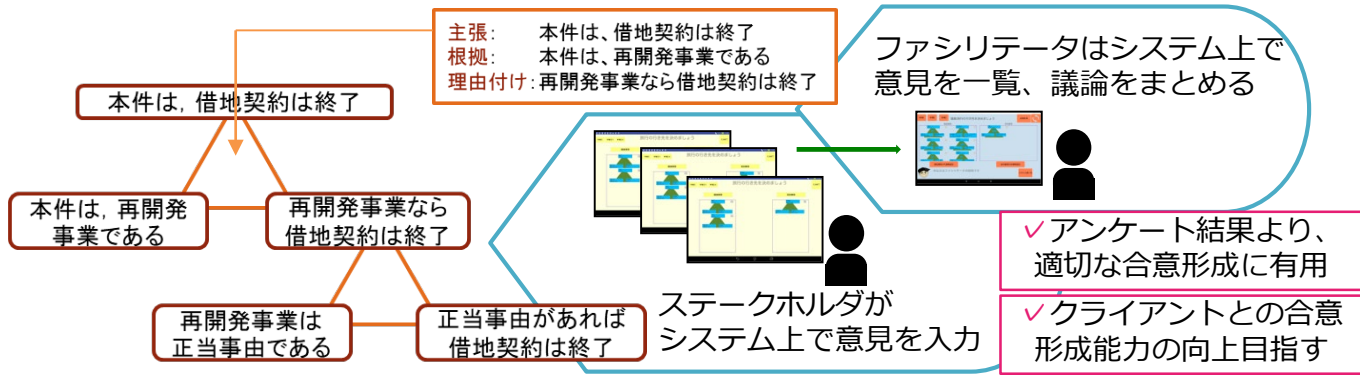 主張： 本件は、借地契約は終了
根拠： 本件は、再開発事業である
理由付け：再開発事業なら借地契約は終了
本件は，借地契約は終了
本件は，再開発
事業である
再開発事業なら
借地契約は終了
再開発事業は
正当事由である
正当事由があれば
借地契約は終了
ファシリテータはシステム上で
意見を一覧、議論をまとめる
ステークホルダが
システム上で意見を入力
✓アンケート結果より、
適切な合意形成に有用
✓クライアントとの合意
形成能力の向上目指す